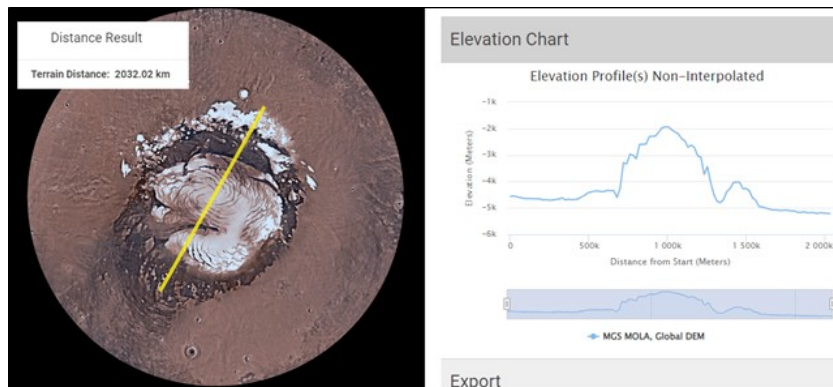 Distance Result
Terrain Distance: 2032.02 km
Elevation Chart
Elevation Profile(s) Non-Interpolated
Elevation (Meters)
-1k
-2k
-3k
-4k
-5k
-6k
0 500k 1 000k 1 500k 2 000k
Distance from Start (Meters)
MGS MOLA, Global DEM
Export